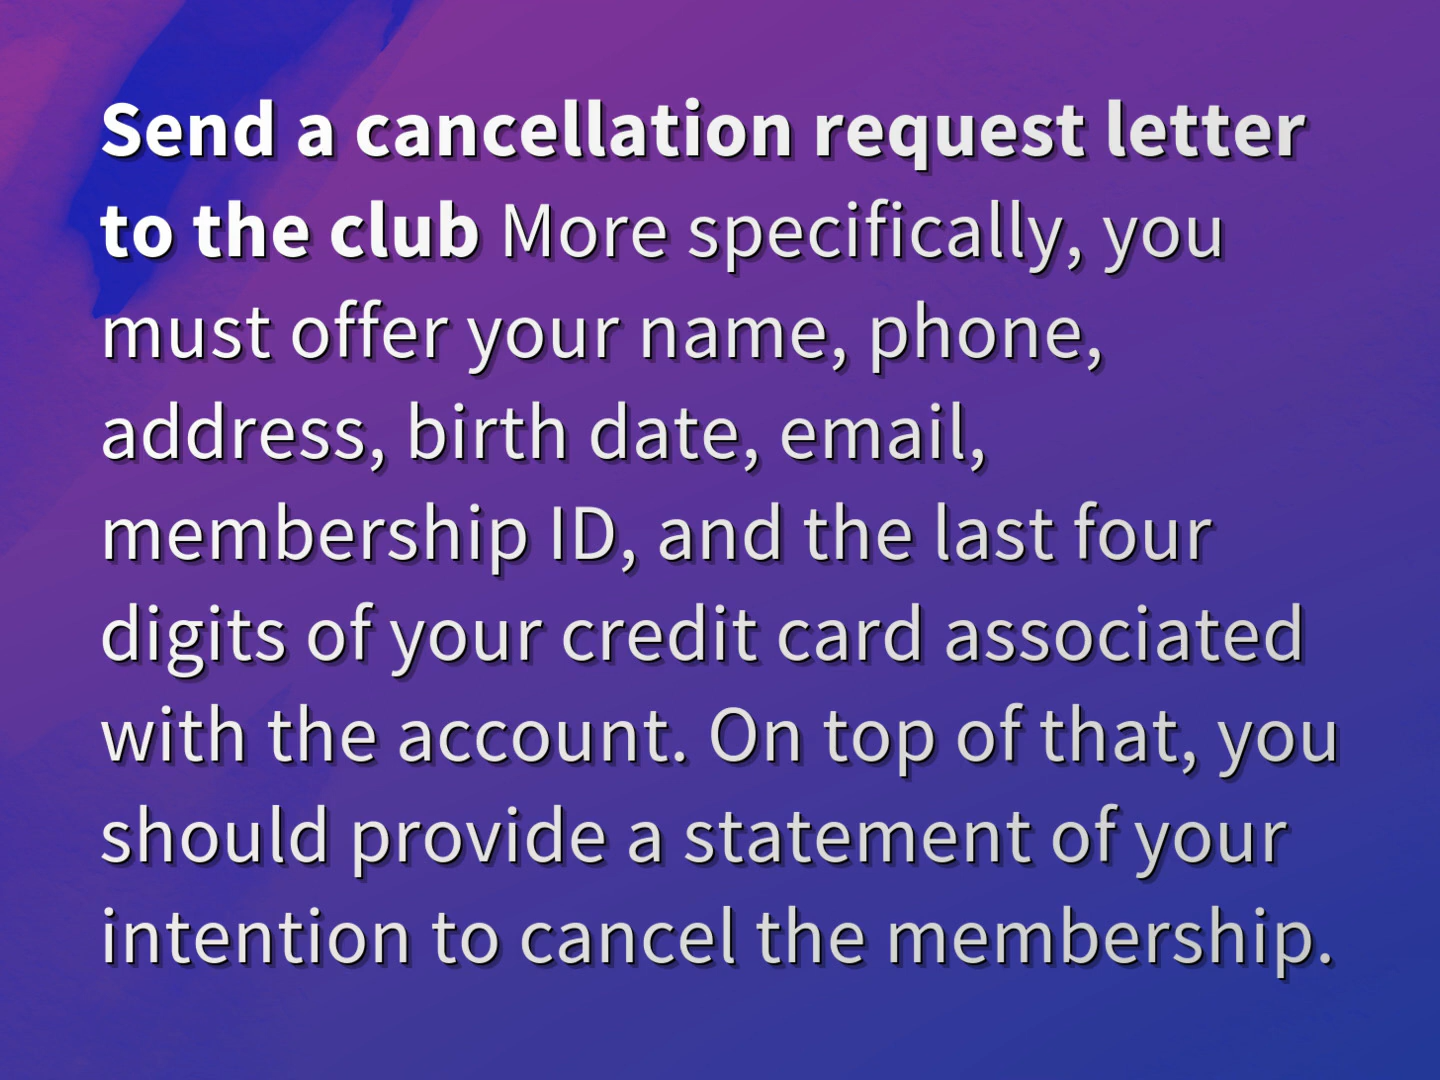 Send a cancellation request letter
to the club More specifically, you
must offer your name, phone,
address, birth date, email,
membership ID, and the last four
digits of your credit card associated
with the account. On top of that, you
should provide a statement of your
intention to cancel the membership.